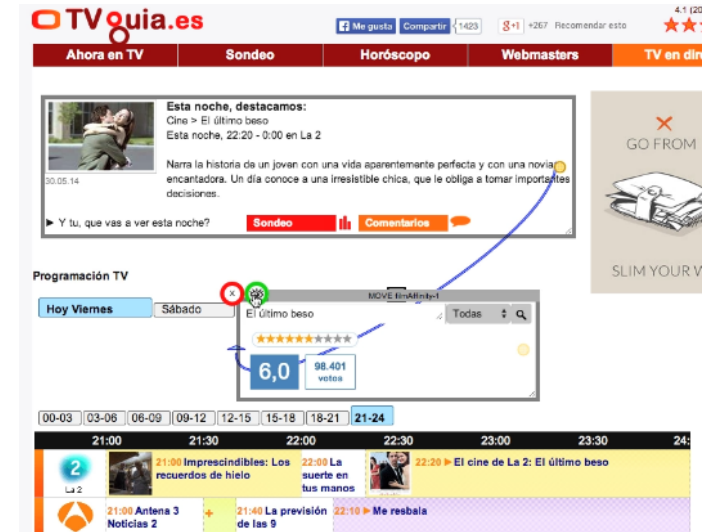 TVguia.es
Me gusta Compartir 1423 g+1 +267 Recomendar esto
4.1 (20
Ahora en TV Sondeo Horóscopo Webmasters TV en dire
Esta noche, destacamos:
Cine > El último beso
Esta noche, 22:20 - 0:00 en La 2
Narra la historia de un joven con una vida aparentemente perfecta y con una novia
encantadora. Un día conoce a una irresistible chica, que le obliga a tomar importantes
decisiones.
30.05.14
► Y tu, que vas a ver esta noche? Sondeo Comentarios
GO FROM
SLIM YOUR W
Programación TV
Hoy Viernes Sábado
x
MOVE filmAffinity-1
El último beso Todas
6,0 98.401
votos
00-03 03-06 06-09 09-12 12-15 15-18 18-21 21-24
21:00 21:30 22:00 22:30 23:00 23:30 24:
2
La 2
21:00 Imprescindibles: Los
recuerdos de hielo
22:00 La
suerte en
tus manos
22:20 ► El cine de La 2: El último beso
21:00 Antena 3
Noticias 2
+
21:40 La previsión
de las 9
22:10 ► Me resbala